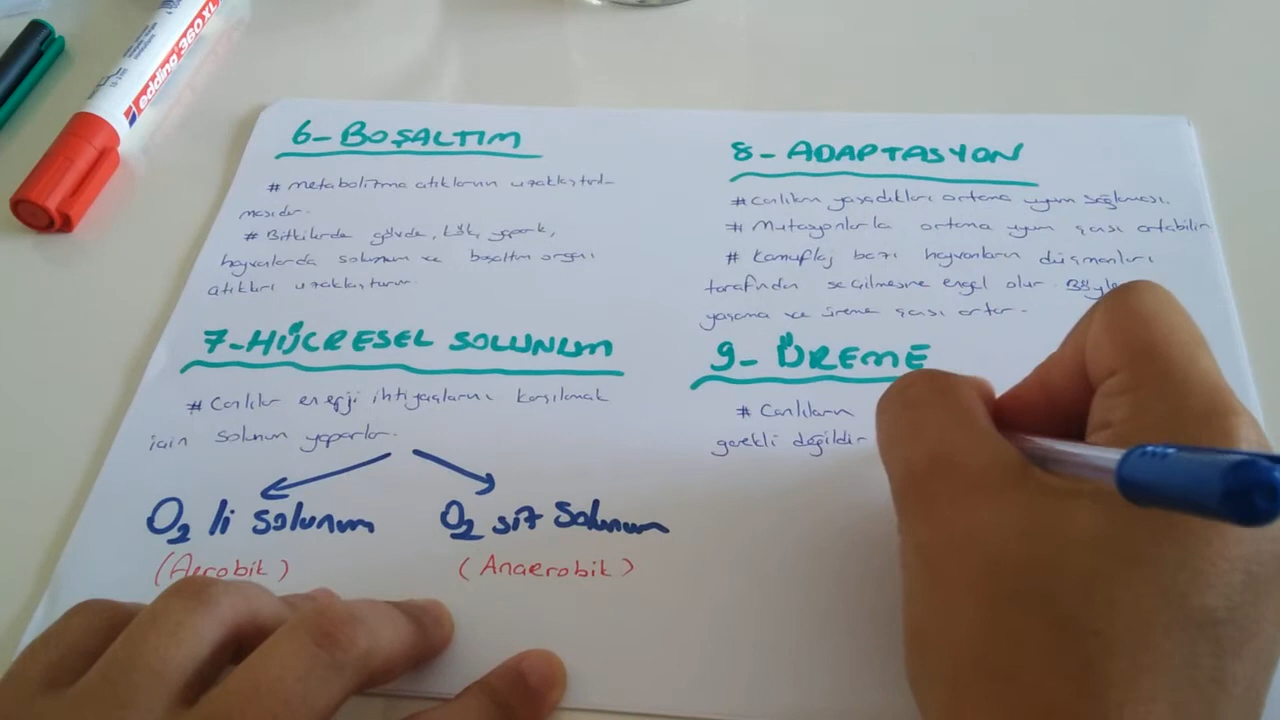 edding 360 XL
6- BOŞALTIM
# metabolizma atıklarının uzaklaştırıl-
masıdır.
# Bitkilerde gövde, kök, yaprak,
hayvanlarda solunum ve boşaltım organı
atıkları uzaklaştırır.
7- HÜCRESEL SOLUNUM
# Canlılar enerji ihtiyaçlarını karşılamak
için solunum yaparlar.
O2 li solunum
O2 siz solunum
(Aerobik)
(Anaerobik)
8- ADAPTASYON
# Canlıların yaşadıkları ortama uyum sağlaması.
# Mutasyonlarla ortama uyum şansı artabilir
# Kamuflaj bazı hayvanların düşmanları
tarafından seçilmesine engel olur. Böyle
yaşama ve üreme şansı artar.
9- ÜREME
# Canlıların
gerekli değildir